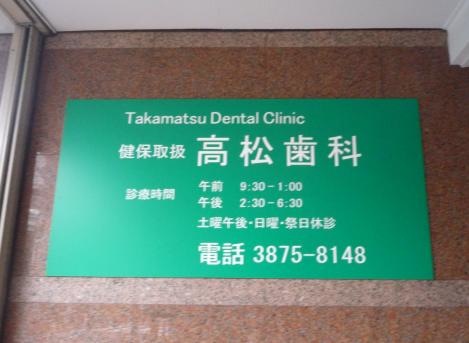 Takamatsu Dental Clinic
健保取扱 高松歯科
診療時間 午前 9:30-1:00
午後 2:30-6:30
土曜午後・日曜・祭日休診
電話 3875-8148